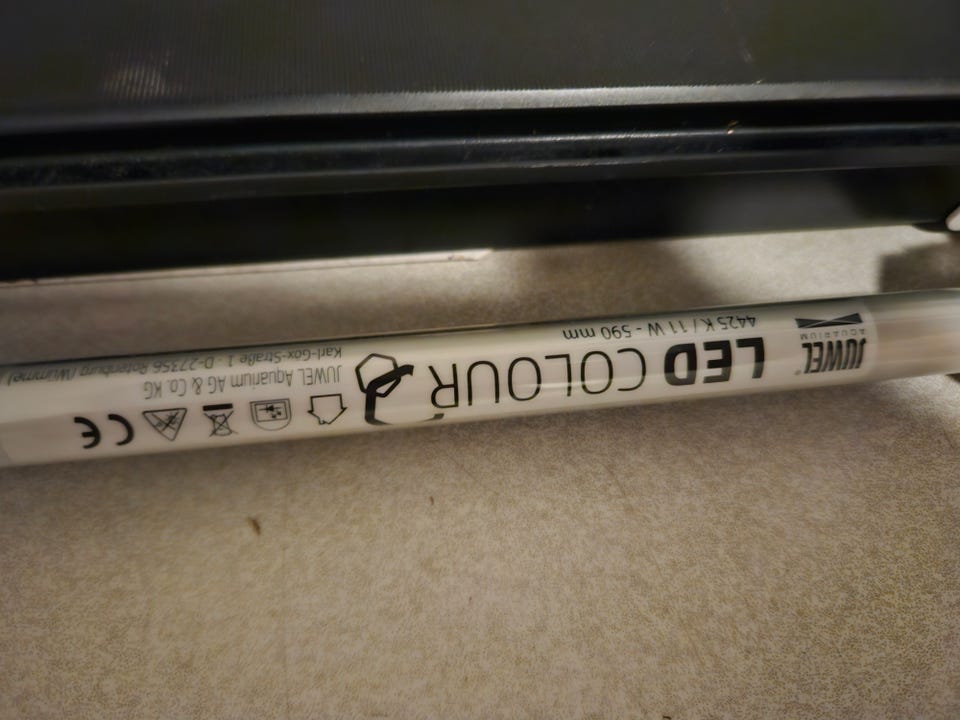 JUWEL®
AQUARIUM
LED COLOUR
4425 K / 11 W - 590 mm
JUWEL Aquarium AG & Co. KG
Karl-Gox-Straße 1 · D-27356 Rotenburg (Wümme)
CE